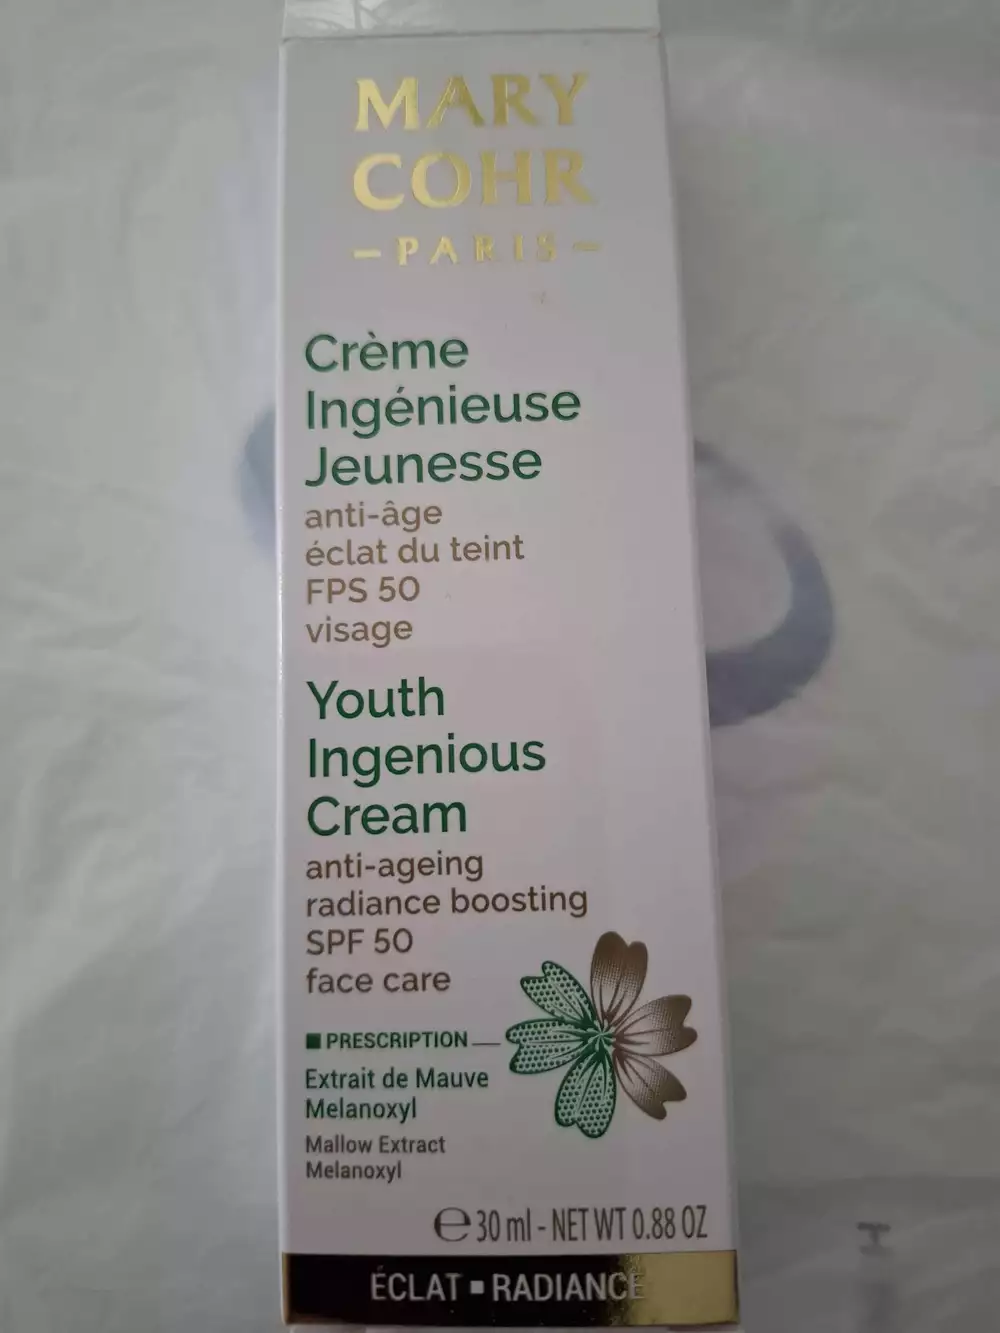 MARY
COHR
– PARIS –
Crème
Ingénieuse
Jeunesse
anti-âge
éclat du teint
FPS 50
visage
Youth
Ingenious
Cream
anti-ageing
radiance boosting
SPF 50
face care
■ PRESCRIPTION
Extrait de Mauve
Melanoxyl
Mallow Extract
Melanoxyl
℮ 30 ml - NET WT 0.88 OZ
ÉCLAT ▪ RADIANCE